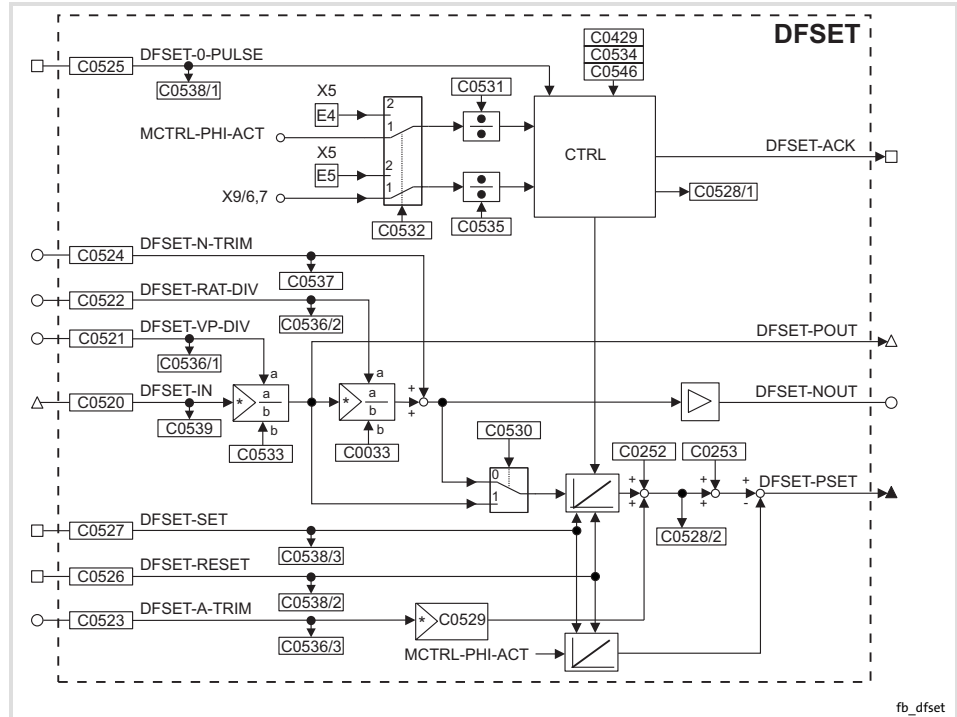 DFSET
C0429
C0534
C0546
C0525 DFSET-0-PULSE
C0538/1
X5
E4
2
1
MCTRL-PHI-ACT
C0531
CTRL
DFSET-ACK
X5
E5
2
1
X9/6,7
C0528/1
C0532
C0535
C0524 DFSET-N-TRIM
C0537
C0522 DFSET-RAT-DIV
C0536/2
C0521 DFSET-VP-DIV
C0536/1
DFSET-POUT
a
a
C0520 DFSET-IN
C0539
* a
b
* a
b
+
+
DFSET-NOUT
b
b
C0533
C0033
C0530
0
1
C0252
C0253
+
+
+
+
+
-
DFSET-PSET
C0528/2
C0527 DFSET-SET
C0538/3
C0526 DFSET-RESET
C0538/2
C0523 DFSET-A-TRIM
C0536/3
* C0529
MCTRL-PHI-ACT
fb_dfset